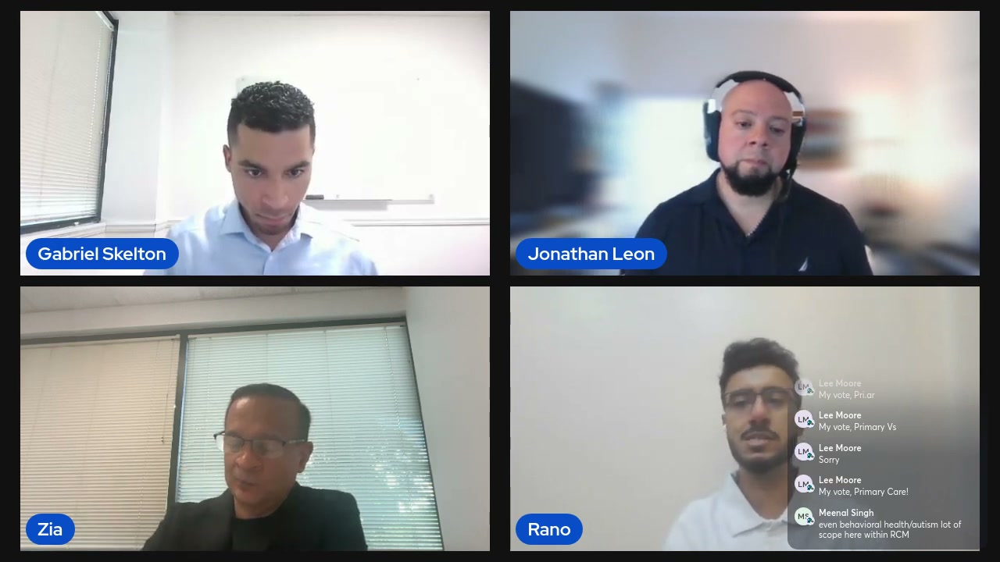 Gabriel Skelton
Jonathan Leon
Zia
Rano
LM
Lee Moore
My vote, Pri.ar
LM
Lee Moore
My vote, Primary Vs
LM
Lee Moore
Sorry
LM
Lee Moore
My vote, Primary Care!
MS
Meenal Singh
even behavioral health/autism lot of
scope here within RCM